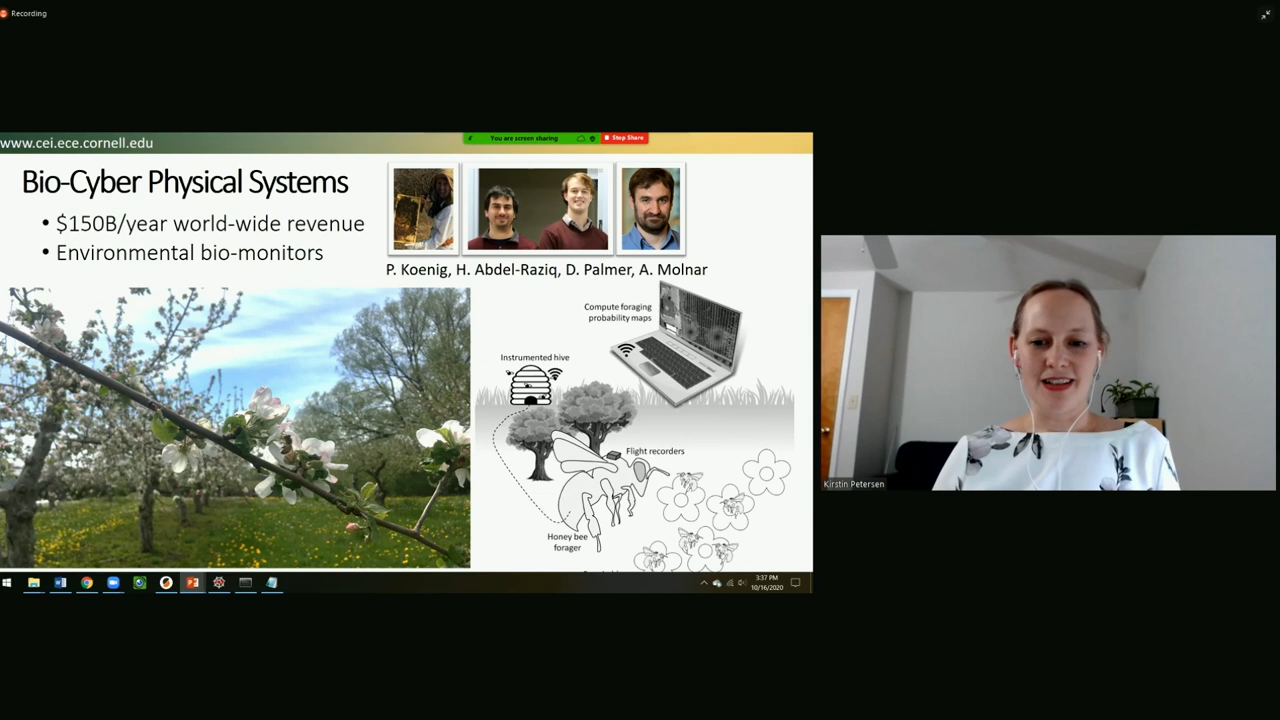 Recording
www.cei.ece.cornell.edu
You are screen sharing
Stop Share
Bio-Cyber Physical Systems
• $150B/year world-wide revenue
• Environmental bio-monitors
P. Koenig, H. Abdel-Raziq, D. Palmer, A. Molnar
Compute foraging
probability maps
Instrumented hive
Flight recorders
Honey bee
forager
Kirstin Petersen
3:37 PM
10/16/2020